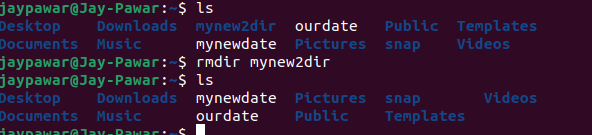 jaypawar@Jay-Pawar:~$ ls
Desktop Downloads mynew2dir ourdate Public Templates
Documents Music mynewdate Pictures snap Videos
jaypawar@Jay-Pawar:~$ rmdir mynew2dir
jaypawar@Jay-Pawar:~$ ls
Desktop Downloads mynewdate Pictures snap Videos
Documents Music ourdate Public Templates
jaypawar@Jay-Pawar:~$